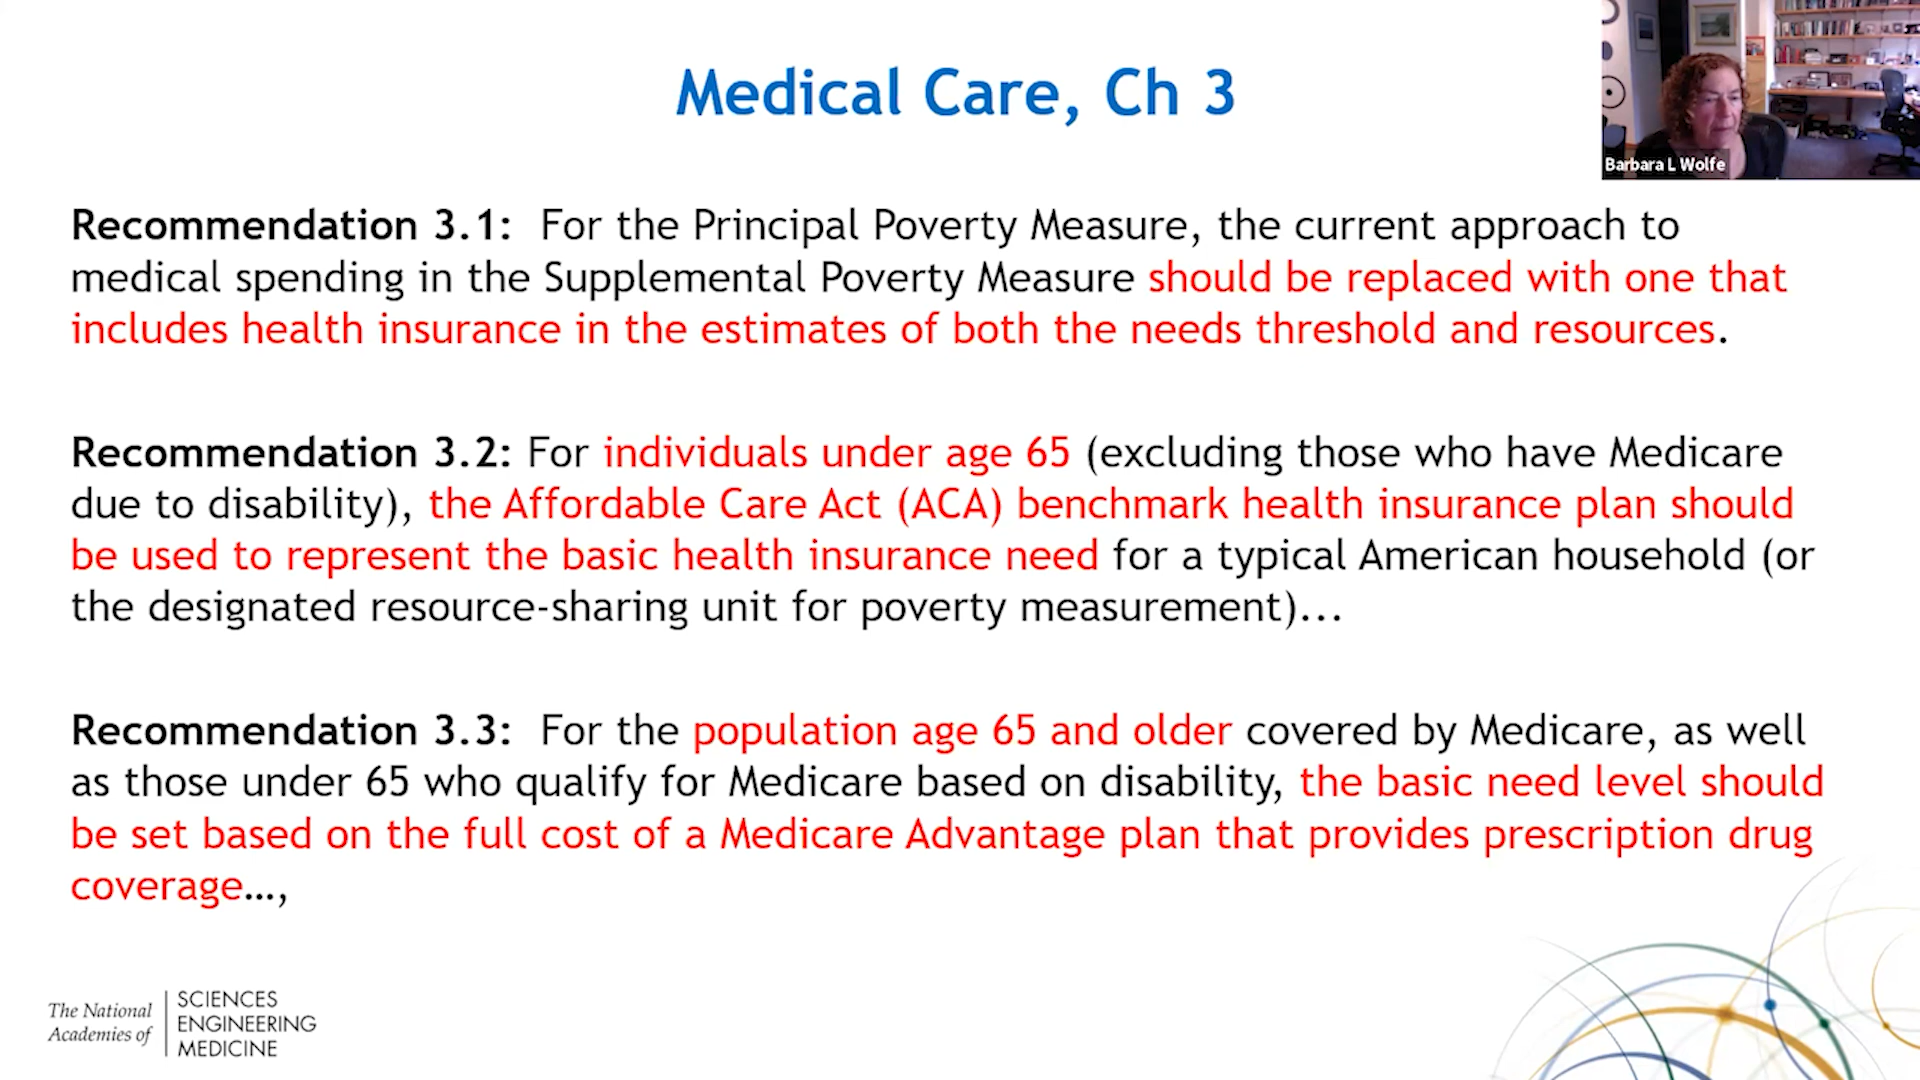 Medical Care, Ch 3
Barbara L Wolfe
Recommendation 3.1: For the Principal Poverty Measure, the current approach to
medical spending in the Supplemental Poverty Measure should be replaced with one that
includes health insurance in the estimates of both the needs threshold and resources.
Recommendation 3.2: For individuals under age 65 (excluding those who have Medicare
due to disability), the Affordable Care Act (ACA) benchmark health insurance plan should
be used to represent the basic health insurance need for a typical American household (or
the designated resource-sharing unit for poverty measurement)...
Recommendation 3.3: For the population age 65 and older covered by Medicare, as well
as those under 65 who qualify for Medicare based on disability, the basic need level should
be set based on the full cost of a Medicare Advantage plan that provides prescription drug
coverage…,
The National
Academies of
SCIENCES
ENGINEERING
MEDICINE